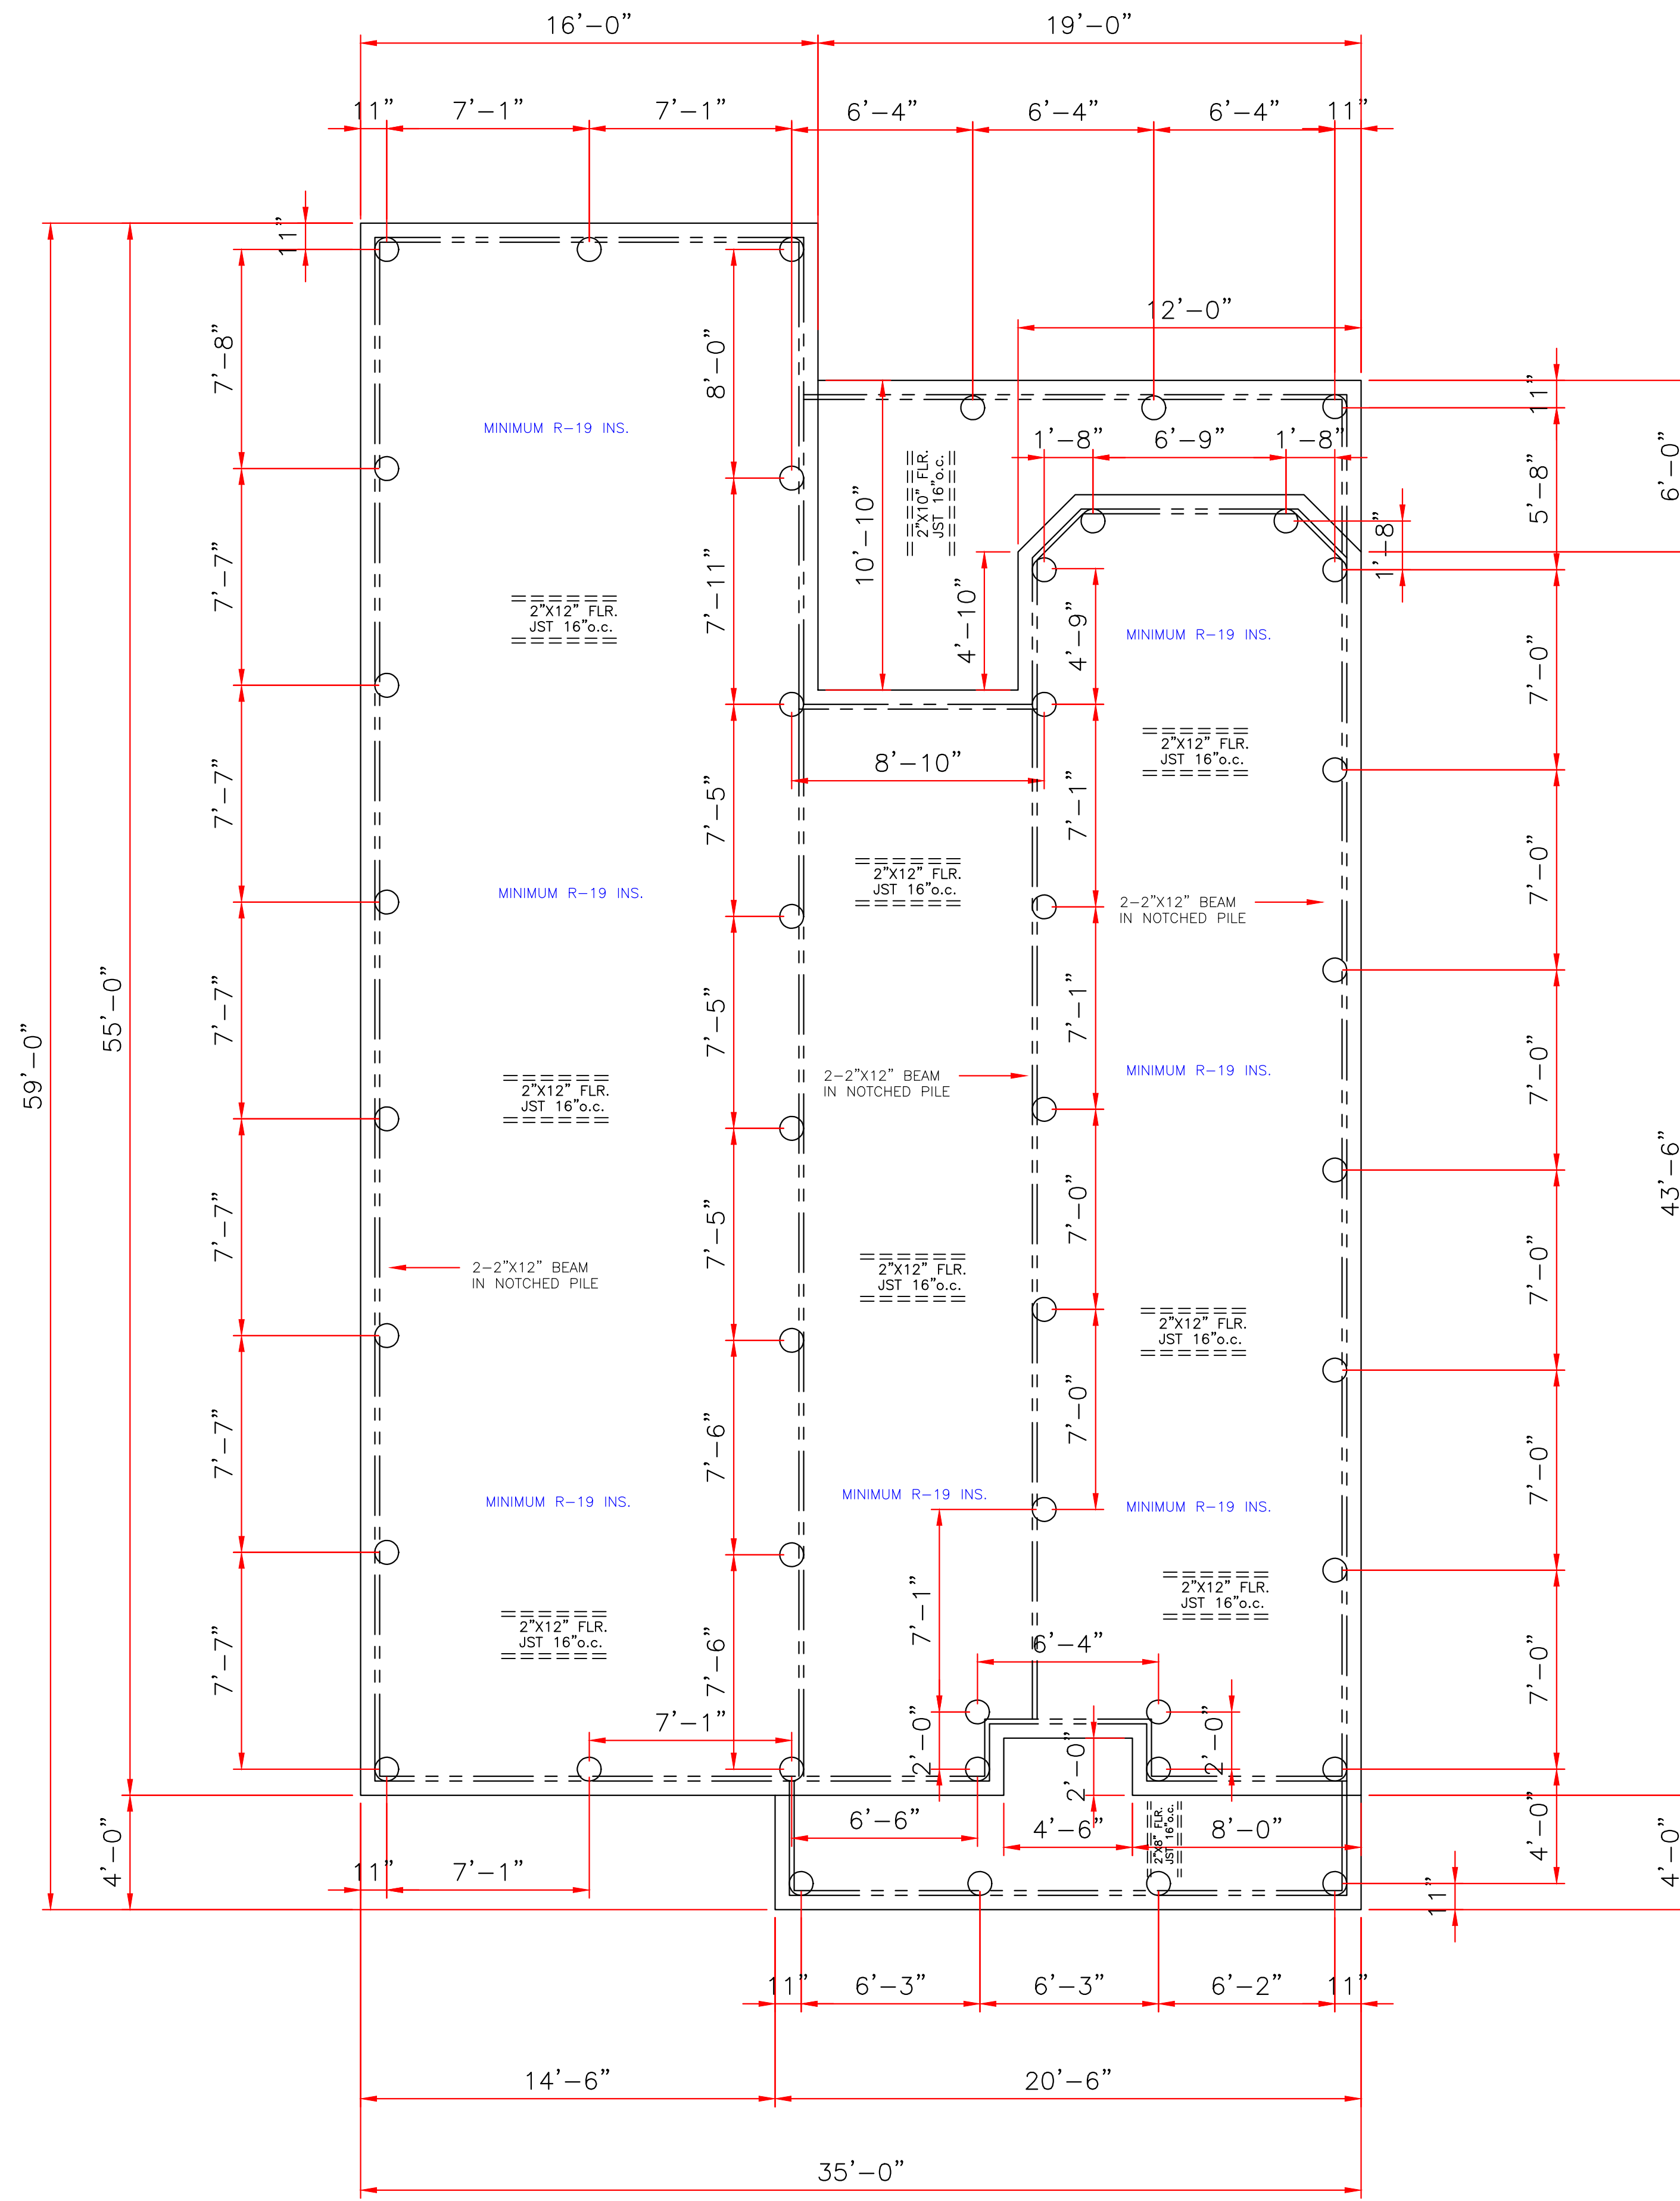 16'-0"
19'-0"
11"
7'-1"
7'-1"
6'-4"
6'-4"
6'-4"
11"
11"
12'-0"
7'-8"
8'-0"
11"
MINIMUM R-19 INS.
1'-8"
6'-9"
1'-8"
2"X10" FLR.
JST 16"o.c.
5'-8"
6'-0"
10'-10"
1'-8"
7'-7"
7'-11"
4'-10"
4'-9"
2"X12" FLR.
JST 16"o.c.
MINIMUM R-19 INS.
7'-0"
2"X12" FLR.
JST 16"o.c.
8'-10"
7'-7"
7'-5"
7'-1"
2"X12" FLR.
JST 16"o.c.
MINIMUM R-19 INS.
2-2"X12" BEAM
IN NOTCHED PILE
7'-0"
59'-0"
55'-0"
7'-7"
7'-5"
7'-1"
7'-0"
2-2"X12" BEAM
IN NOTCHED PILE
MINIMUM R-19 INS.
2"X12" FLR.
JST 16"o.c.
43'-6"
7'-7"
7'-5"
7'-0"
2-2"X12" BEAM
IN NOTCHED PILE
2"X12" FLR.
JST 16"o.c.
7'-0"
2"X12" FLR.
JST 16"o.c.
7'-7"
7'-6"
7'-0"
7'-0"
MINIMUM R-19 INS.
MINIMUM R-19 INS.
MINIMUM R-19 INS.
7'-1"
2"X12" FLR.
JST 16"o.c.
2"X12" FLR.
JST 16"o.c.
7'-7"
7'-6"
6'-4"
7'-0"
7'-1"
2'-0"
2'-0"
2'-0"
6'-6"
4'-6"
2"X8" FLR.
JST 16"o.c.
8'-0"
4'-0"
4'-0"
4'-0"
11"
7'-1"
11"
11"
6'-3"
6'-3"
6'-2"
11"
14'-6"
20'-6"
35'-0"